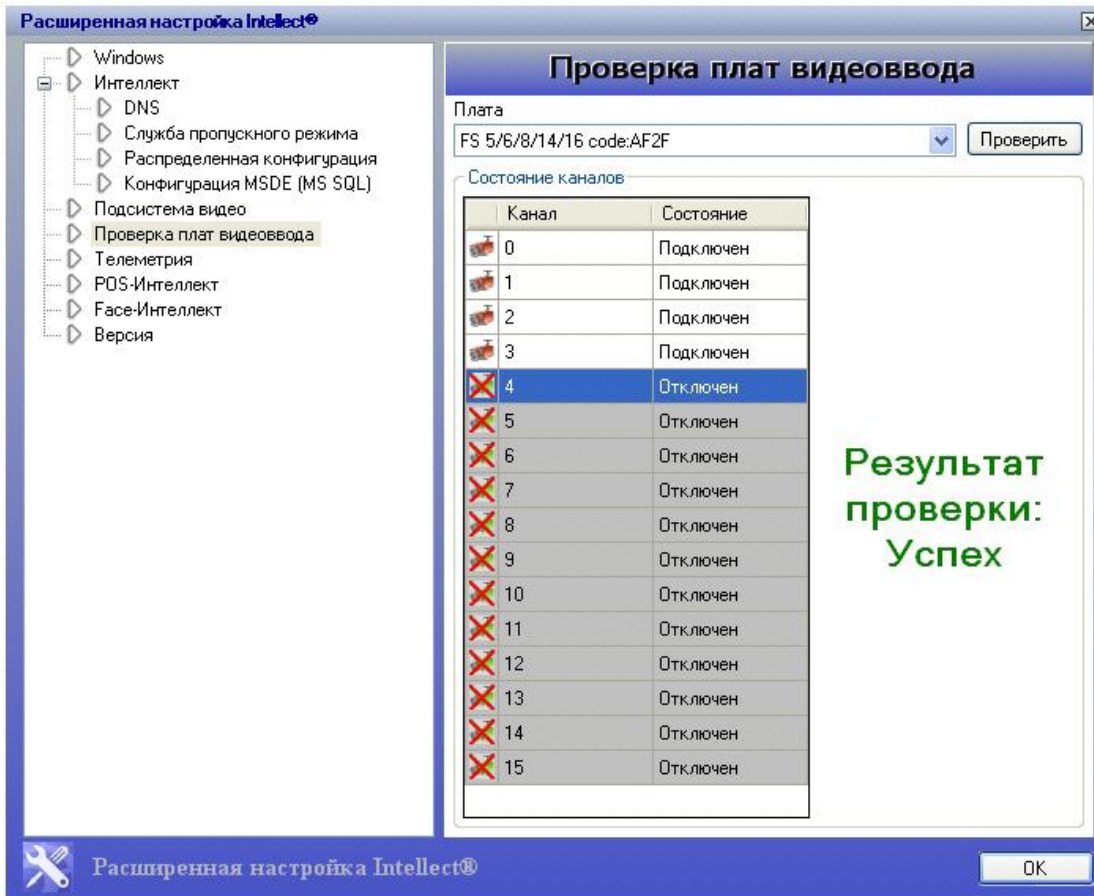 Расширенная настройка Intellect®
Windows
Интеллект
DNS
Служба пропускного режима
Распределенная конфигурация
Конфигурация MSDE (MS SQL)
Подсистема видео
Проверка плат видеоввода
Телеметрия
POS-Интеллект
Face-Интеллект
Версия
Проверка плат видеоввода
Плата
FS 5/6/8/14/16 code:AF2F
Проверить
Состояние каналов
Канал Состояние
0 Подключен
1 Подключен
2 Подключен
3 Подключен
4 Отключен
5 Отключен
6 Отключен
7 Отключен
8 Отключен
9 Отключен
10 Отключен
11 Отключен
12 Отключен
13 Отключен
14 Отключен
15 Отключен
Результат
проверки:
Успех
Расширенная настройка Intellect®
OK